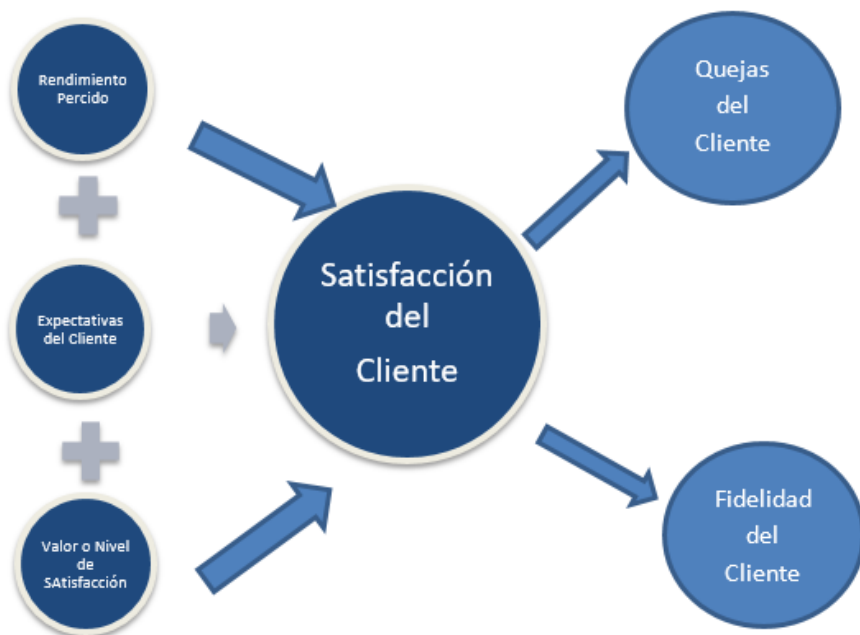 Rendimiento
Percido
Expectativas
del Cliente
Valor o Nivel
de
SAtisfacción
Satisfacción
del
Cliente
Quejas
del
Cliente
Fidelidad
del
Cliente